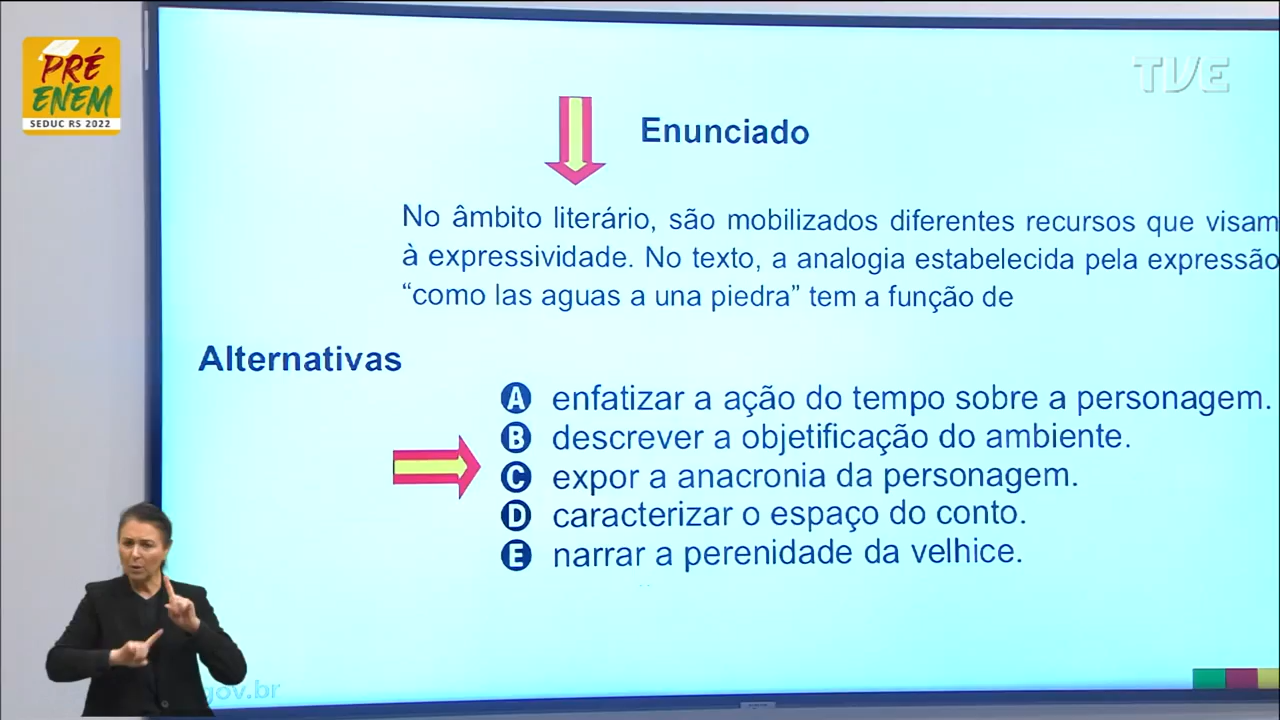 PRÉ
ENEM
SEDUC RS 2022
TVE
Enunciado
No âmbito literário, são mobilizados diferentes recursos que visam
à expressividade. No texto, a analogia estabelecida pela expressão
“como las aguas a una piedra” tem a função de
Alternativas
A enfatizar a ação do tempo sobre a personagem.
B descrever a objetificação do ambiente.
C expor a anacronia da personagem.
D caracterizar o espaço do conto.
E narrar a perenidade da velhice.
gov.br